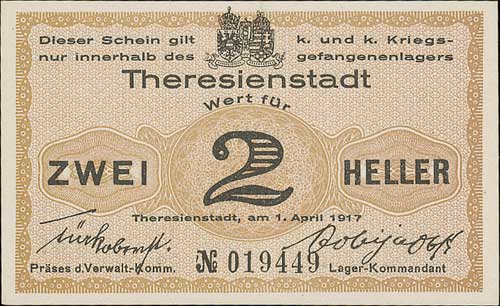 Dieser Schein gilt k. und k. Kriegs-
nur innerhalb des gefangenenlagers
Theresienstadt
Wert für
ZWEI 2 HELLER
Theresienstadt, am 1. April 1917
№ 019449
Präses d.Verwalt-Komm. Lager-Kommandant